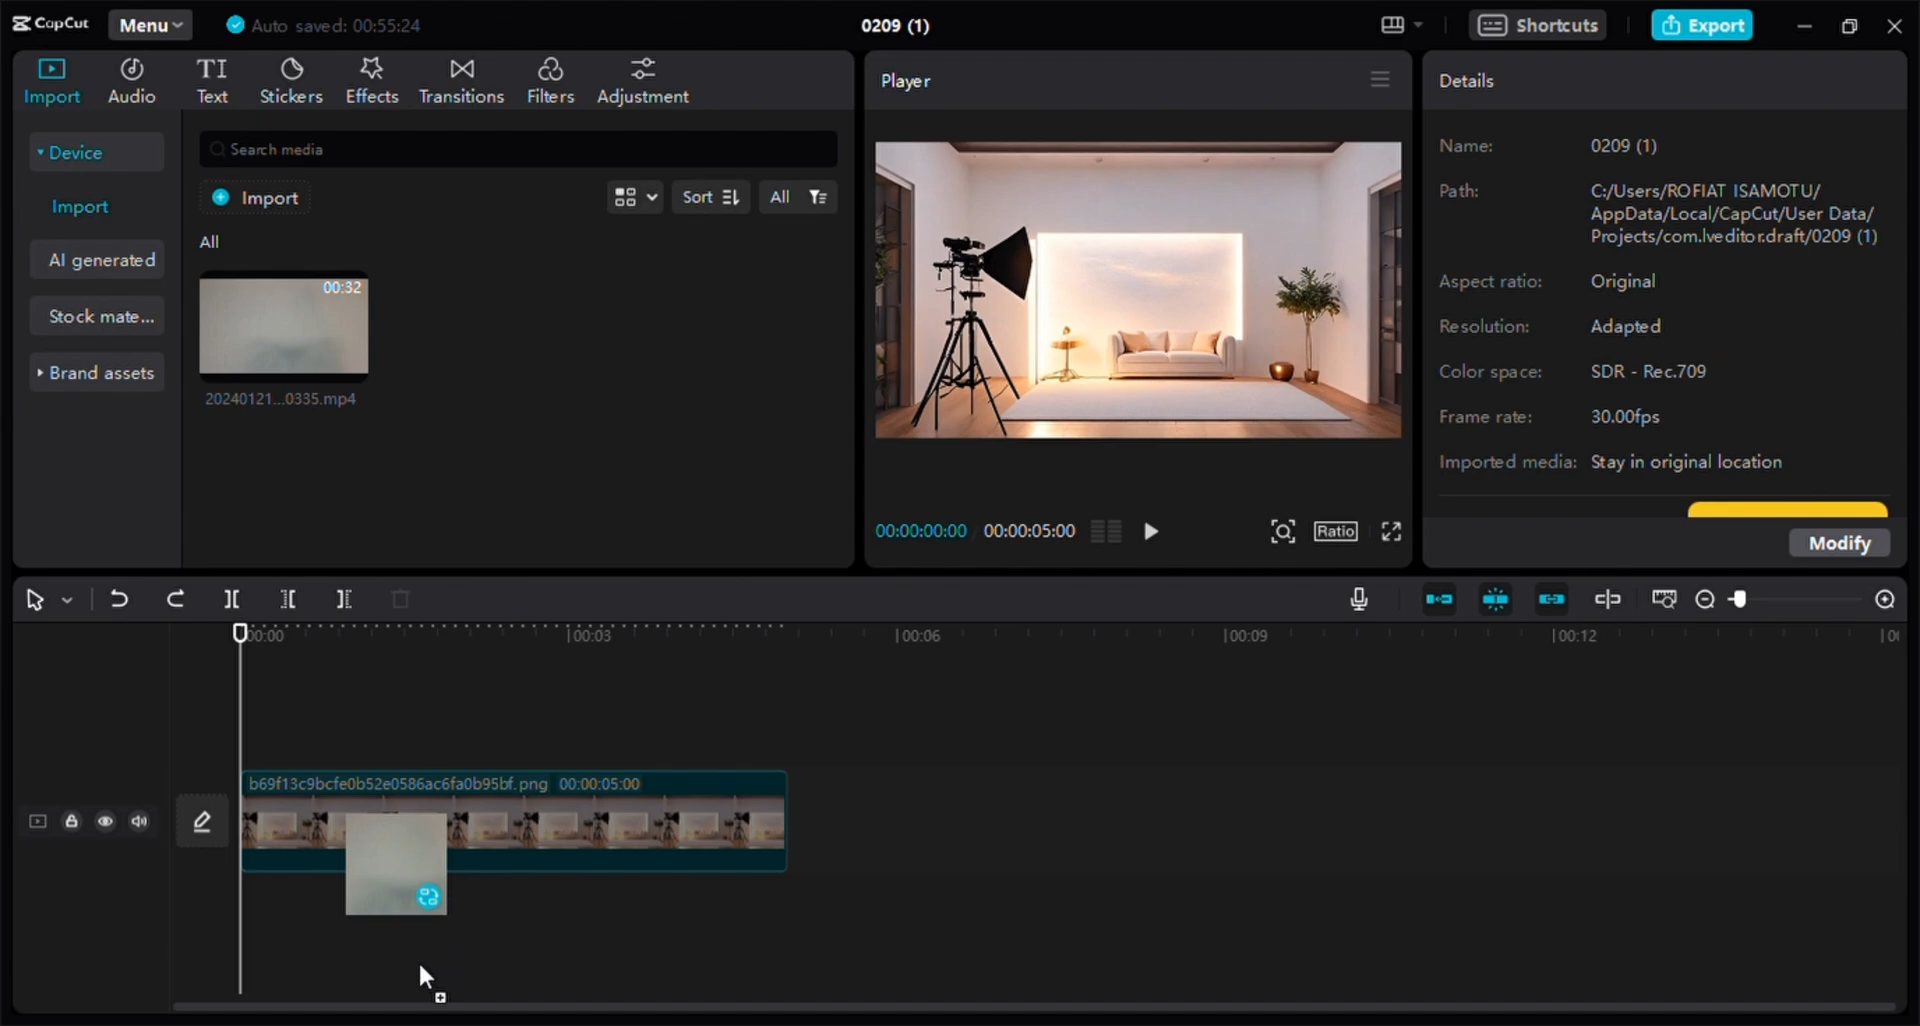 CapCut
Menu
Auto saved: 00:55:24
0209 (1)
Shortcuts
Export
Import
Audio
TI
Text
Stickers
Effects
Transitions
Filters
Adjustment
Player
Details
Device
Import
AI generated
Stock mate...
Brand assets
Search media
Import
Sort
All
All
00:32
20240121...0335.mp4
00:00:00:00
00:00:05:00
Ratio
Name:
0209 (1)
Path:
C:/Users/ROFIAT ISAMOTU/
AppData/Local/CapCut/User Data/
Projects/com.lveditor.draft/0209 (1)
Aspect ratio:
Original
Resolution:
Adapted
Color space:
SDR - Rec.709
Frame rate:
30.00fps
Imported media:
Stay in original location
Modify
00:00
00:03
00:06
00:09
00:12
b69f13c9bcfe0b52e0586ac6fa0b95bf.png 00:00:05:00